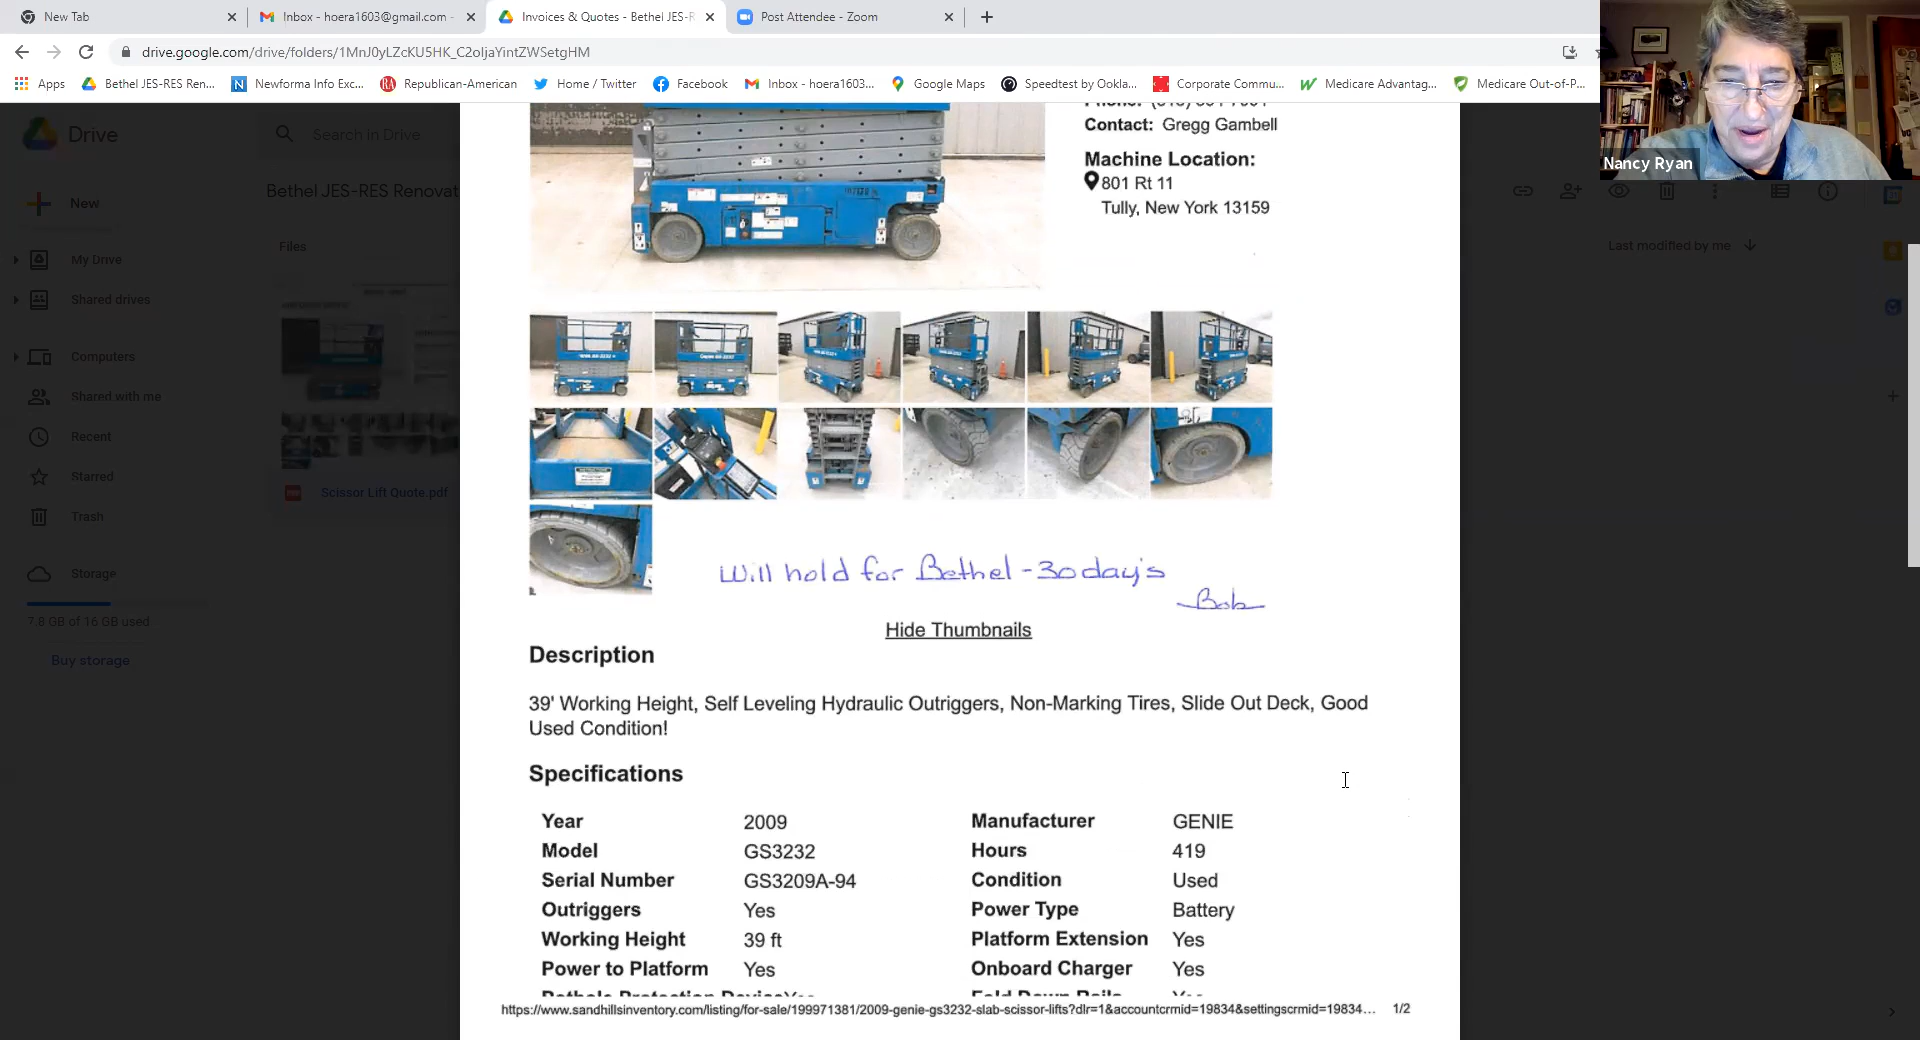 New Tab
Inbox - hoera1603@gmail.com -
Invoices & Quotes - Bethel JES-R
Post Attendee - Zoom
drive.google.com/drive/folders/1MnJ0yLZcKU5HK_C2oIjaYintZWSetgHM
Apps
Bethel JES-RES Ren...
Newforma Info Exc...
Republican-American
Home / Twitter
Facebook
Inbox - hoera1603...
Google Maps
Speedtest by Ookla...
Corporate Commu...
Medicare Advantag...
Medicare Out-of-P...
Nancy Ryan
Drive
Search in Drive
New
Bethel JES-RES Renovat
Files
Last modified by me
My Drive
Shared drives
Computers
Shared with me
Recent
Starred
Trash
Storage
7.8 GB of 16 GB used
Buy storage
Scissor Lift Quote.pdf
Contact: Gregg Gambell
Machine Location:
801 Rt 11
Tully, New York 13159
Will hold for Bethel - 30 day's
Bob
Hide Thumbnails
Description
39' Working Height, Self Leveling Hydraulic Outriggers, Non-Marking Tires, Slide Out Deck, Good
Used Condition!
Specifications
Year 2009 Manufacturer GENIE
Model GS3232 Hours 419
Serial Number GS3209A-94 Condition Used
Outriggers Yes Power Type Battery
Working Height 39 ft Platform Extension Yes
Power to Platform Yes Onboard Charger Yes
https://www.sandhillsinventory.com/listing/for-sale/199971381/2009-genie-gs3232-slab-scissor-lifts?dlr=1&accountcrmid=19834&settingscrmid=19834... 1/2